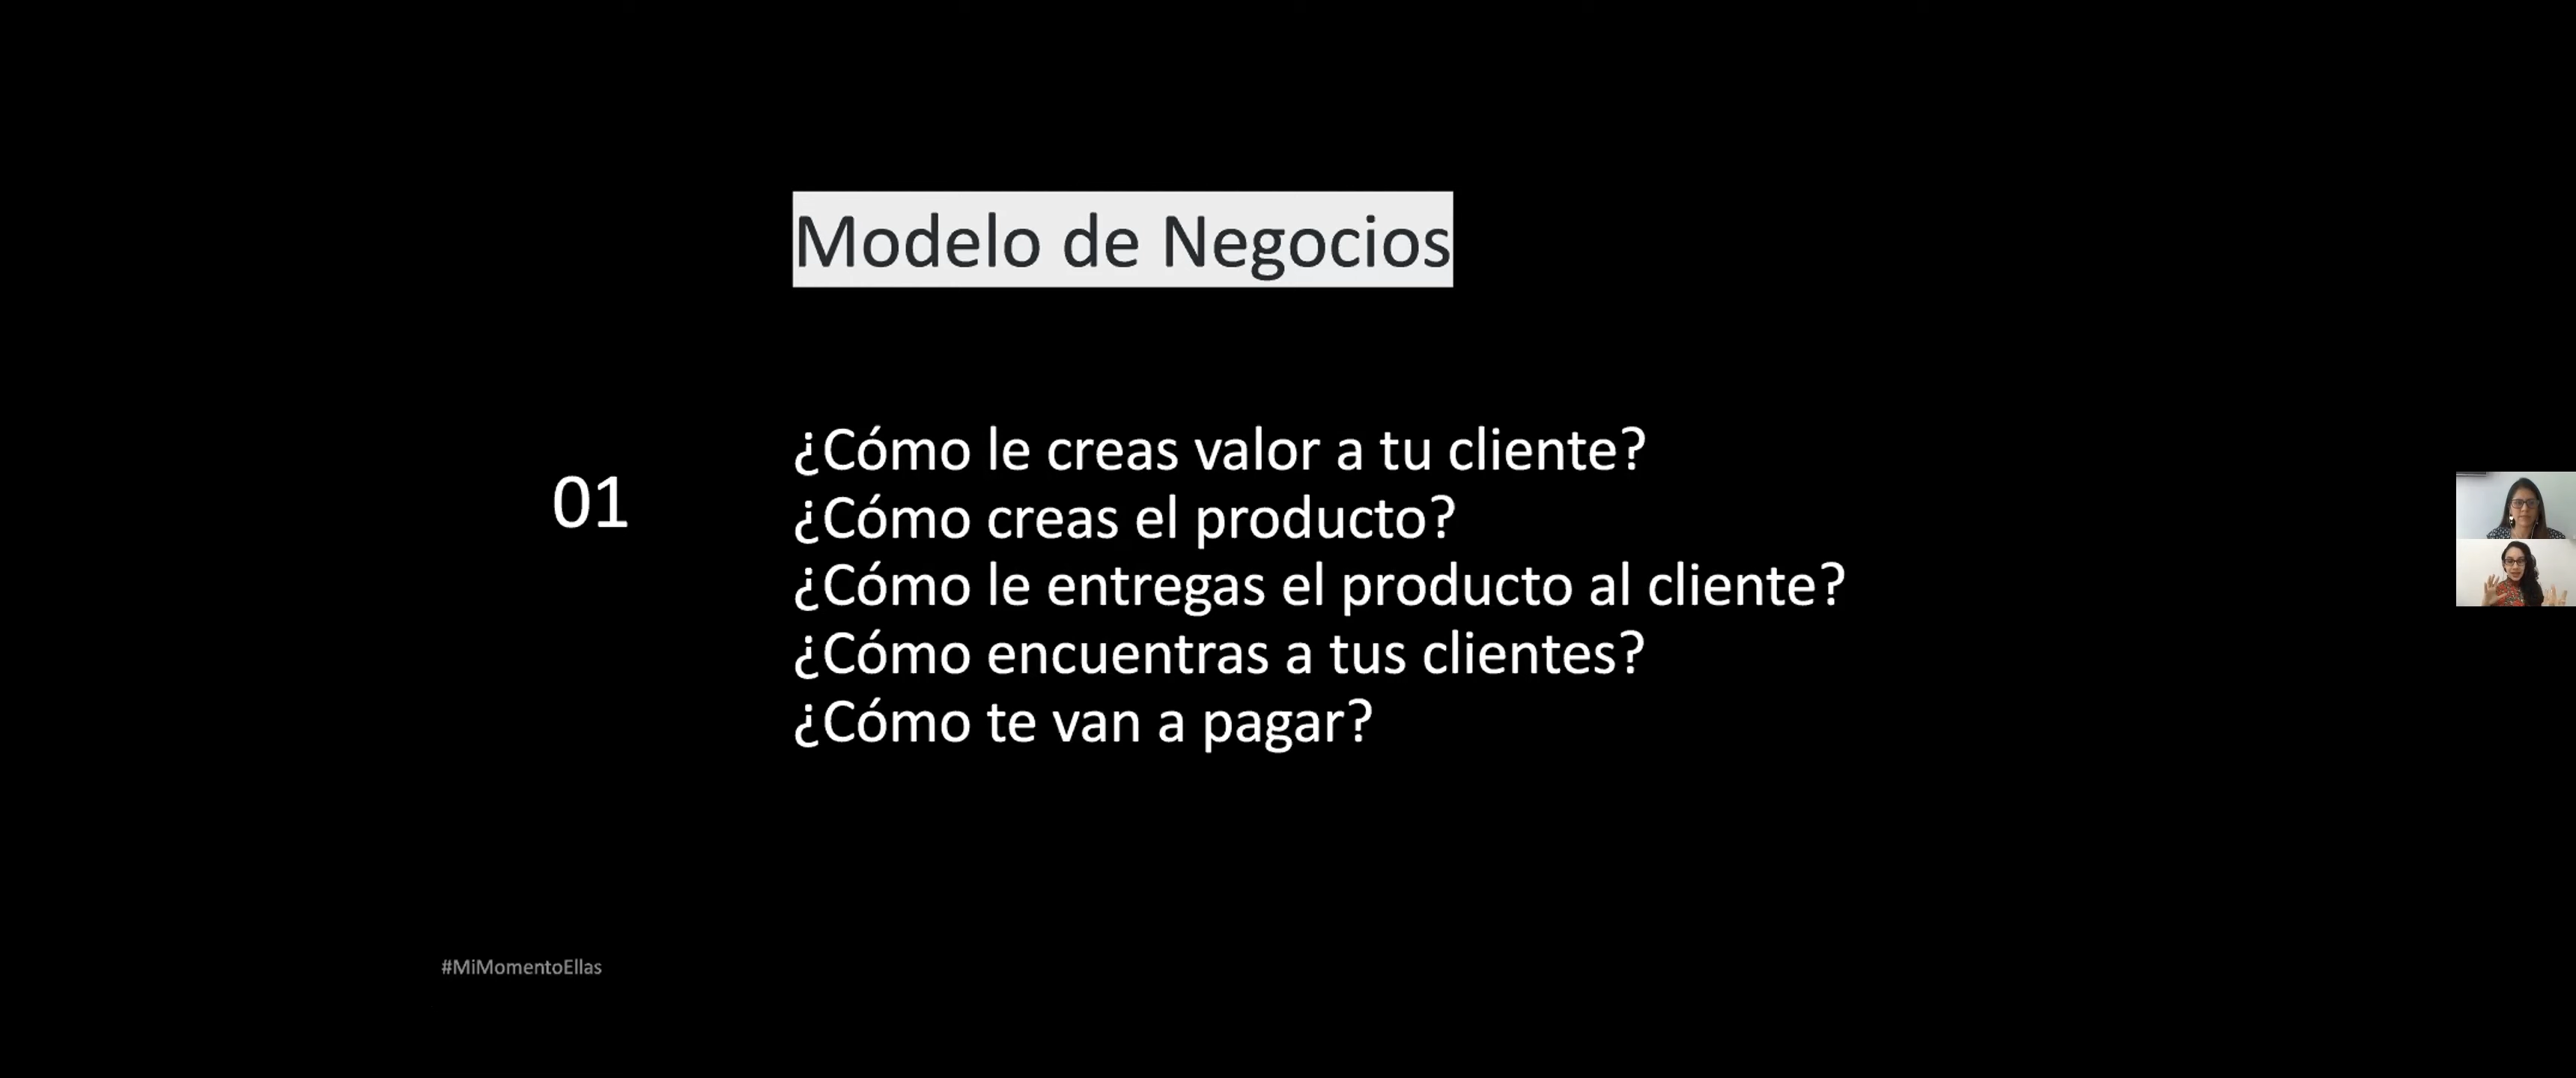 Modelo de Negocios
01
¿Cómo le creas valor a tu cliente?
¿Cómo creas el producto?
¿Cómo le entregas el producto al cliente?
¿Cómo encuentras a tus clientes?
¿Cómo te van a pagar?
#MiMomentoEllas